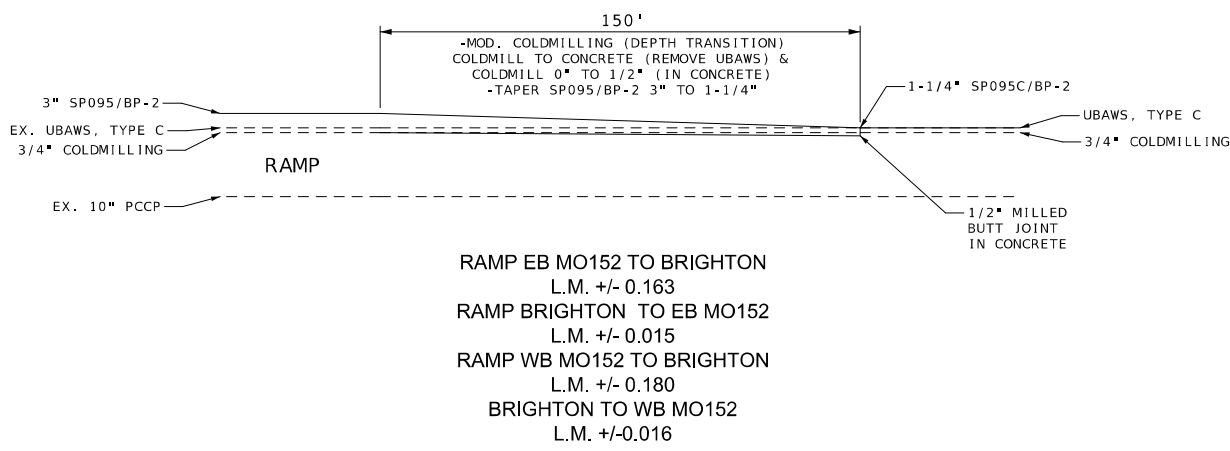 150'
-MOD. COLDMILLING (DEPTH TRANSITION)
COLDMILL TO CONCRETE (REMOVE UBAWS) &
COLDMILL 0" TO 1/2" (IN CONCRETE)
-TAPER SP095/BP-2 3" TO 1-1/4"
3" SP095/BP-2
1-1/4" SP095C/BP-2
EX. UBAWS, TYPE C
UBAWS, TYPE C
3/4" COLDMILLING
3/4" COLDMILLING
RAMP
EX. 10" PCCP
1/2" MILLED
BUTT JOINT
IN CONCRETE
RAMP EB MO152 TO BRIGHTON
L.M. +/- 0.163
RAMP BRIGHTON TO EB MO152
L.M. +/- 0.015
RAMP WB MO152 TO BRIGHTON
L.M. +/- 0.180
BRIGHTON TO WB MO152
L.M. +/-0.016